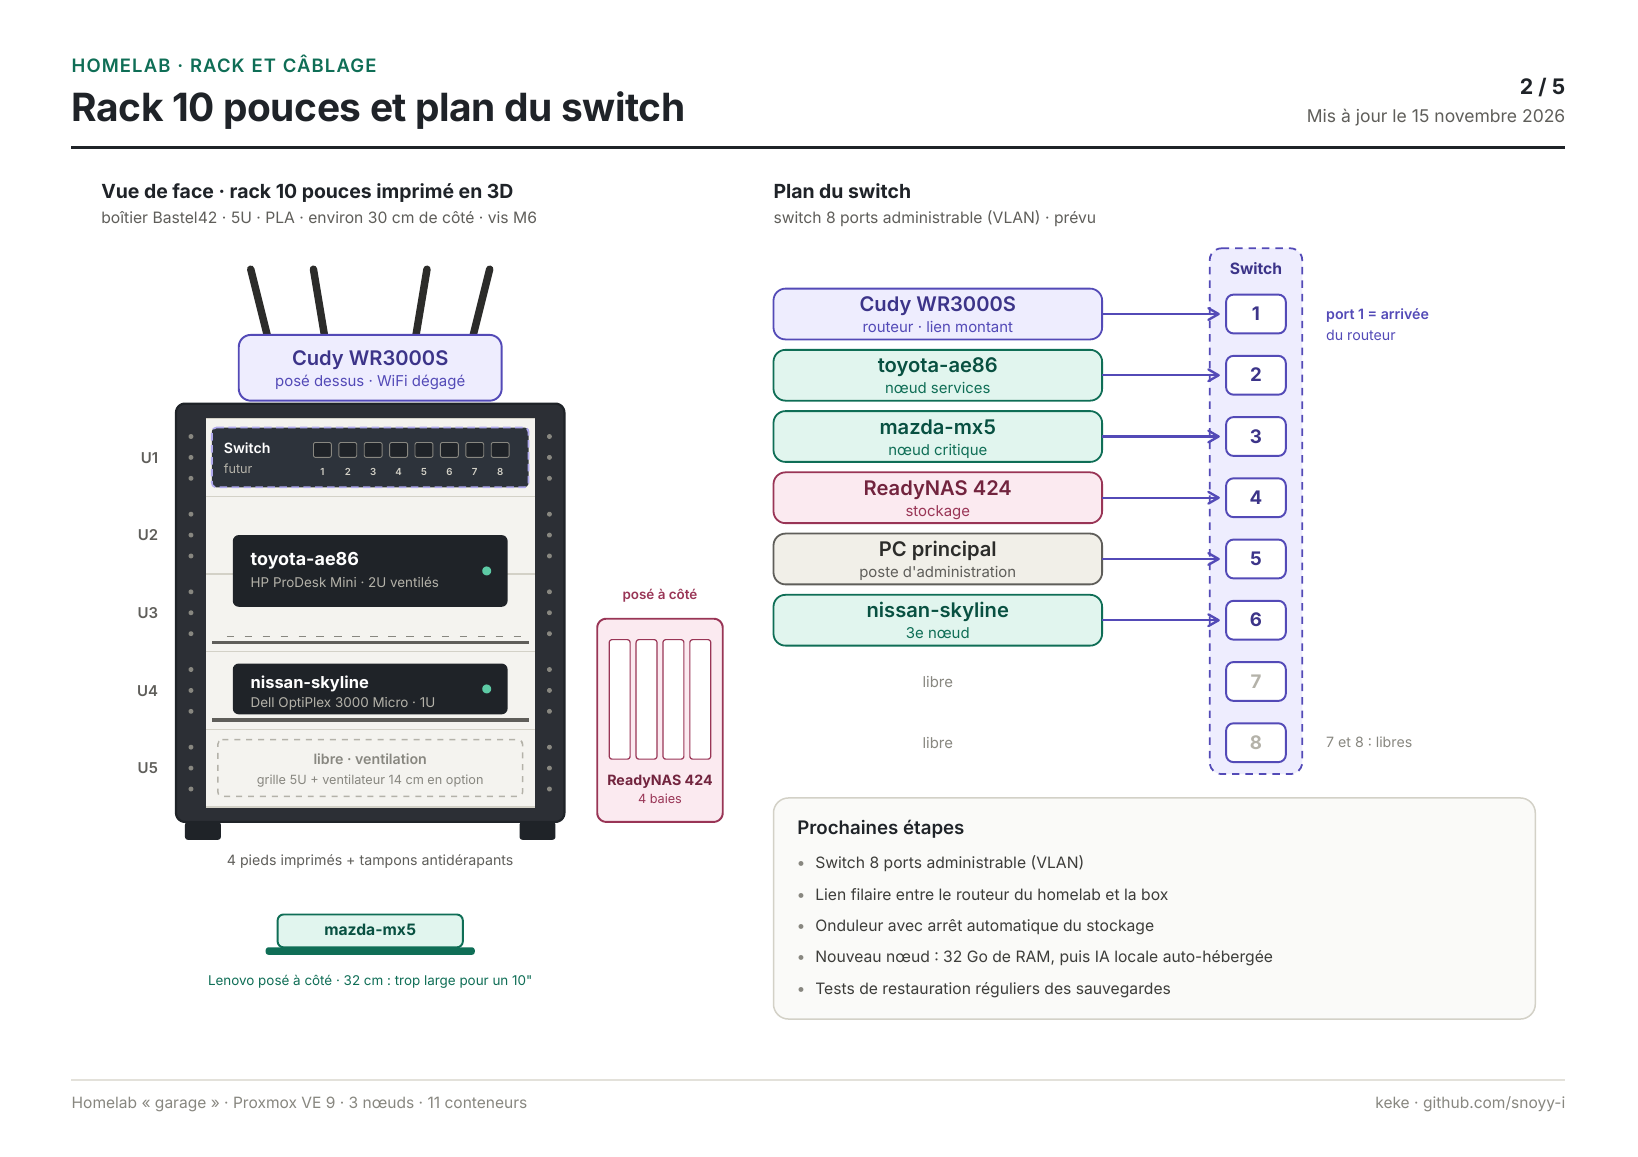 HOMELAB · RACK ET CÂBLAGE
Rack 10 pouces et plan du switch
2 / 5
Mis à jour le 15 novembre 2026
Vue de face · rack 10 pouces imprimé en 3D
boîtier Bastel42 · 5U · PLA · environ 30 cm de côté · vis M6
Cudy WR3000S
posé dessus · WiFi dégagé
U1
Switch
futur
1 2 3 4 5 6 7 8
U2
toyota-ae86
HP ProDesk Mini · 2U ventilés
U3
U4
nissan-skyline
Dell OptiPlex 3000 Micro · 1U
U5
libre · ventilation
grille 5U + ventilateur 14 cm en option
posé à côté
ReadyNAS 424
4 baies
4 pieds imprimés + tampons antidérapants
mazda-mx5
Lenovo posé à côté · 32 cm : trop large pour un 10"
Plan du switch
switch 8 ports administrable (VLAN) · prévu
Switch
Cudy WR3000S
routeur · lien montant
1
port 1 = arrivée
du routeur
toyota-ae86
nœud services
2
mazda-mx5
nœud critique
3
ReadyNAS 424
stockage
4
PC principal
poste d'administration
5
nissan-skyline
3e nœud
6
libre
7
libre
8
7 et 8 : libres
Prochaines étapes
• Switch 8 ports administrable (VLAN)
• Lien filaire entre le routeur du homelab et la box
• Onduleur avec arrêt automatique du stockage
• Nouveau nœud : 32 Go de RAM, puis IA locale auto-hébergée
• Tests de restauration réguliers des sauvegardes
Homelab « garage » · Proxmox VE 9 · 3 nœuds · 11 conteneurs
keke · github.com/snoyy-i